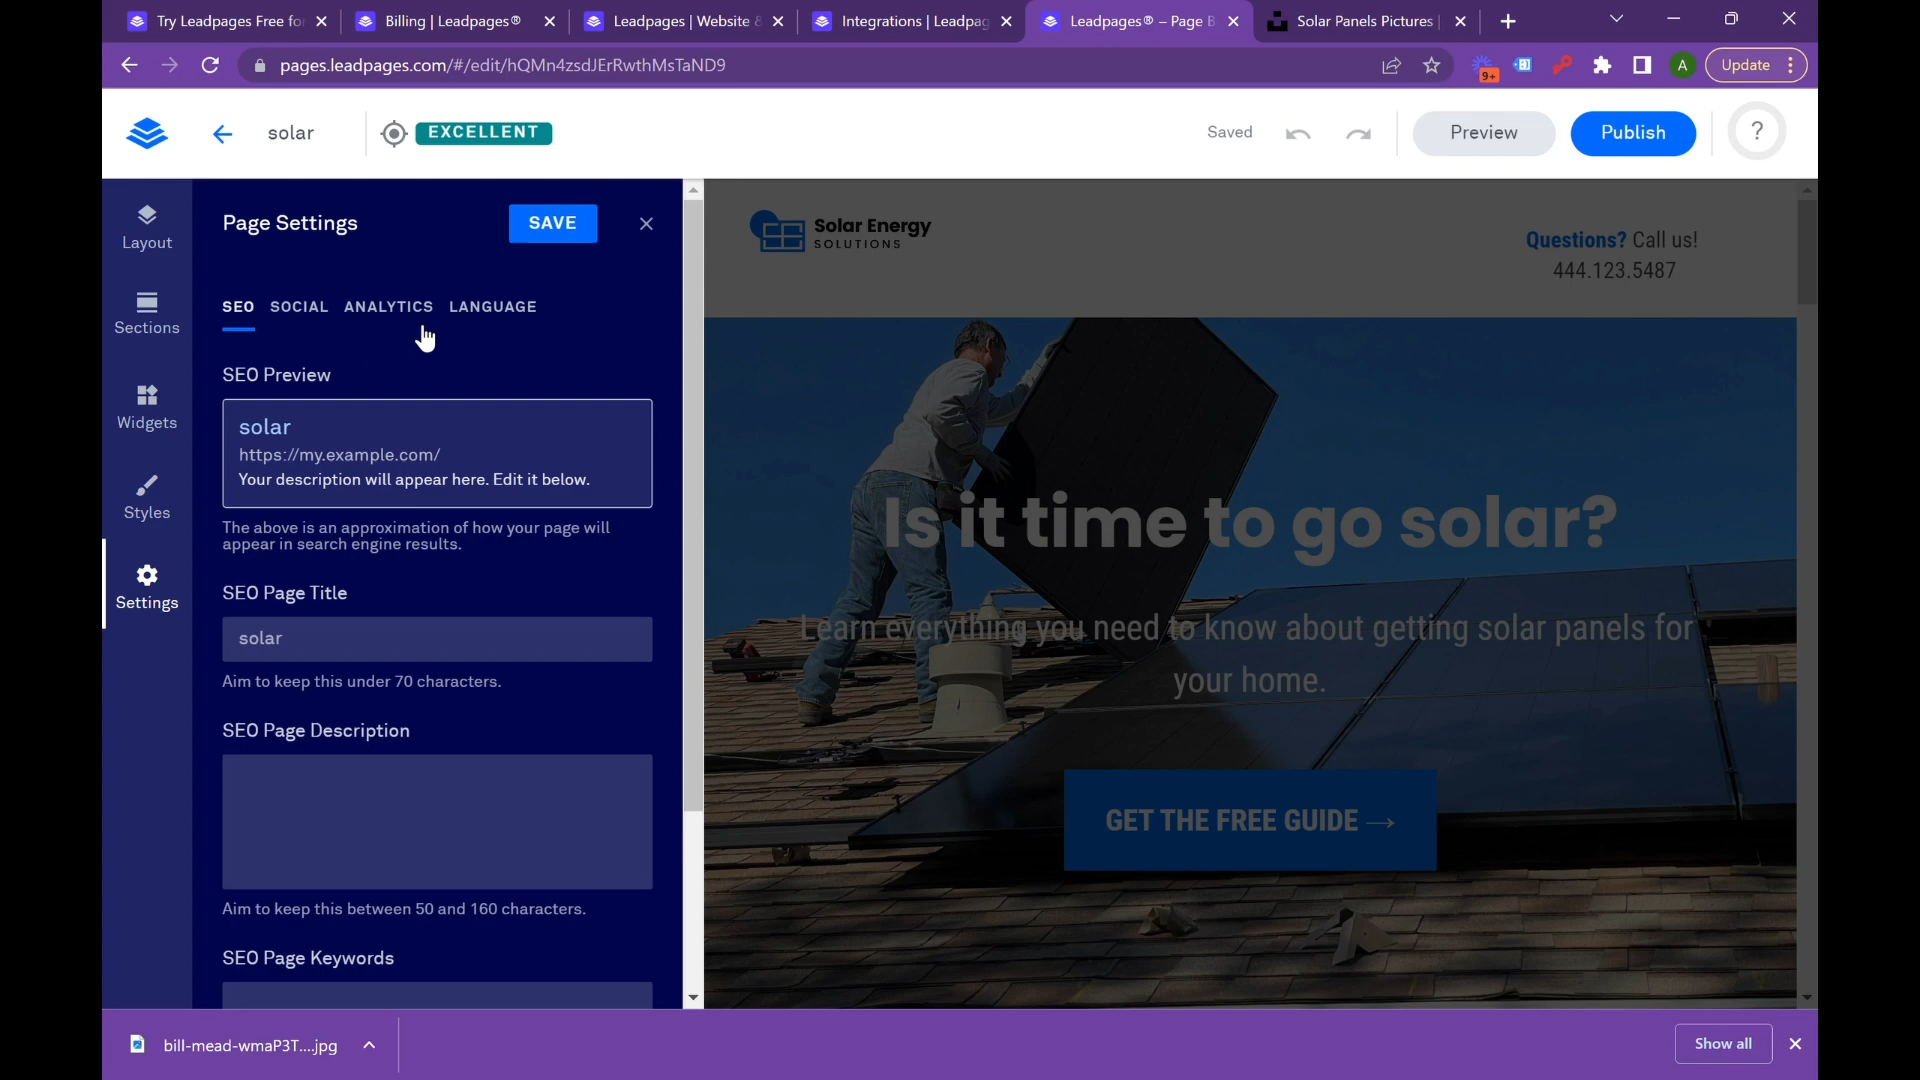 Try Leadpages Free fo
Billing | Leadpages®
Leadpages | Website &
Integrations | Leadpag
Leadpages® – Page B
Solar Panels Pictures |
pages.leadpages.com/#/edit/hQMn4zsdJErRwthMsTaND9
9+
A
Update
solar
EXCELLENT
Saved
Preview
Publish
?
Layout
Sections
Widgets
Styles
Settings
Page Settings
SAVE
SEO SOCIAL ANALYTICS LANGUAGE
SEO Preview
solar
https://my.example.com/
Your description will appear here. Edit it below.
The above is an approximation of how your page will
appear in search engine results.
SEO Page Title
solar
Aim to keep this under 70 characters.
SEO Page Description
Aim to keep this between 50 and 160 characters.
SEO Page Keywords
Solar Energy
SOLUTIONS
Questions? Call us!
444.123.5487
Is it time to go solar?
Learn everything you need to know about getting solar panels for
your home.
GET THE FREE GUIDE →
bill-mead-wmaP3T....jpg
Show all